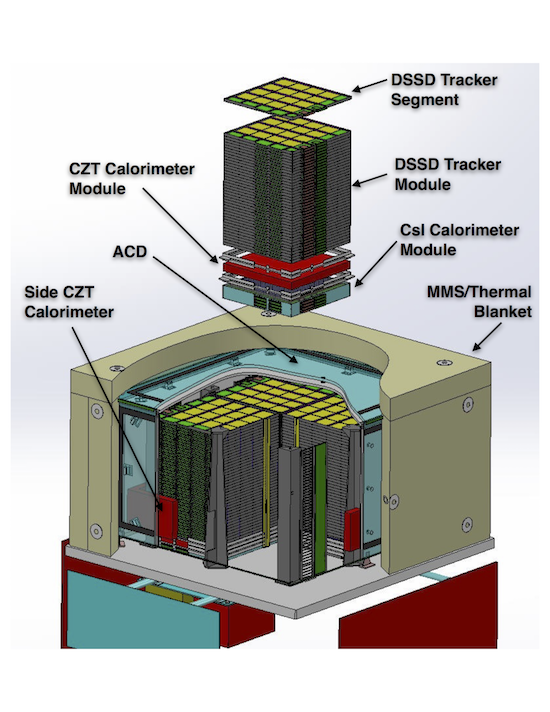 DSSD Tracker
Segment
CZT Calorimeter
Module
DSSD Tracker
Module
CsI Calorimeter
Module
ACD
Side CZT
Calorimeter
MMS/Thermal
Blanket